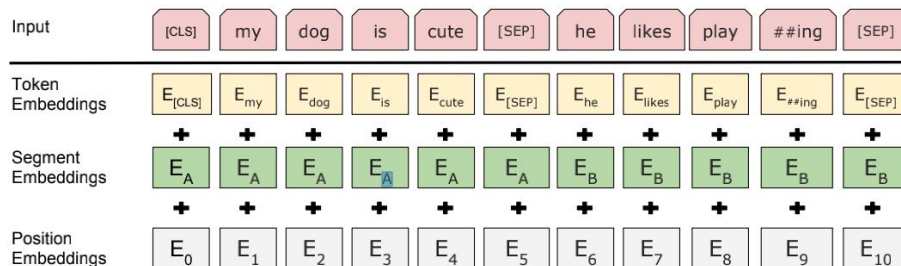 Input [CLS] my dog is cute [SEP] he likes play ##ing [SEP]
Token Embeddings E[CLS] Emy Edog Eis Ecute E[SEP] Ehe Elikes Eplay E##ing E[SEP]
+ + + + + + + + + + +
Segment Embeddings EA EA EA EA EA EA EB EB EB EB EB
+ + + + + + + + + + +
Position Embeddings E0 E1 E2 E3 E4 E5 E6 E7 E8 E9 E10